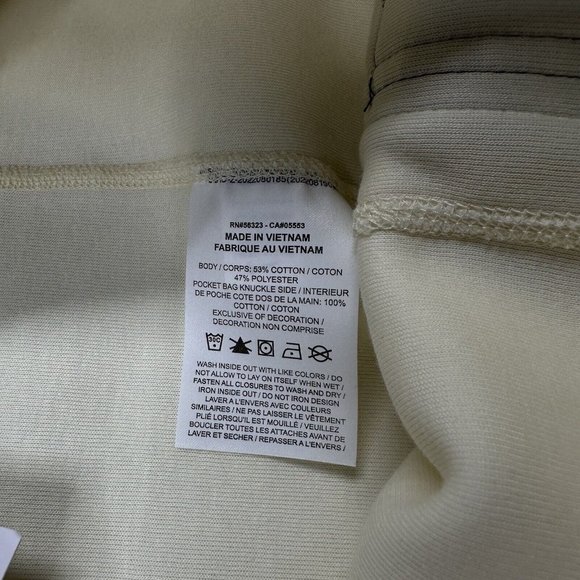 RN#56323 - CA#05553
MADE IN VIETNAM
FABRIQUE AU VIETNAM
BODY / CORPS: 53% COTTON / COTON
47% POLYESTER
POCKET BAG KNUCKLE SIDE / INTERIEUR
DE POCHE COTE DOS DE LA MAIN: 100%
COTTON / COTON
EXCLUSIVE OF DECORATION /
DECORATION NON COMPRISE
30C
WASH INSIDE OUT WITH LIKE COLORS / DO
NOT ALLOW TO LAY ON ITSELF WHEN WET /
FASTEN ALL CLOSURES TO WASH AND DRY /
IRON INSIDE OUT / DO NOT IRON DESIGN
LAVER A L'ENVERS AVEC COULEURS
SIMILAIRES / NE PAS LAISSER LE VÊTEMENT
PLIÉ LORSQU'IL EST MOUILLÉ / VEUILLEZ
BOUCLER TOUTES LES ATTACHES AVANT DE
LAVER ET SECHER / REPASSER A L'ENVERS /